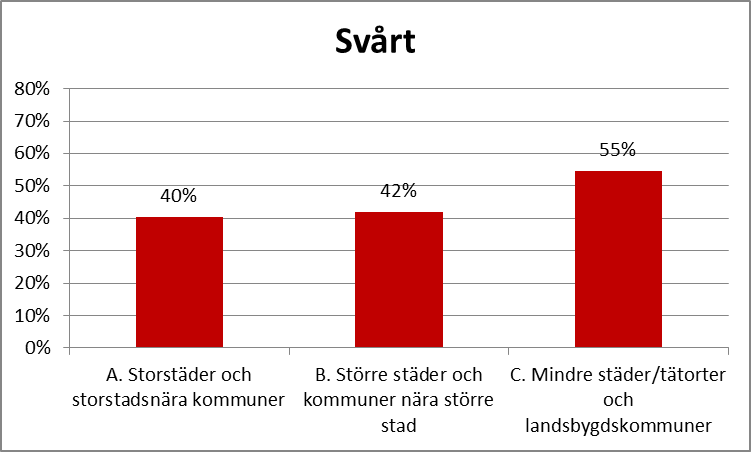 Svårt
80%
70%
60%
50%
40%
30%
20%
10%
0%
40%
42%
55%
A. Storstäder och
storstadsnära kommuner
B. Större städer och
kommuner nära större
stad
C. Mindre städer/tätorter
och
landsbygdskommuner